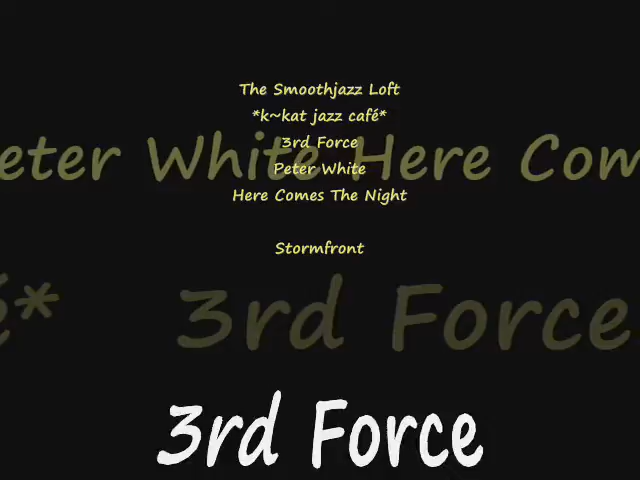 The Smoothjazz Loft
*k~kat jazz café*
3rd Force
Peter White
Here Comes The Night
Stormfront
eter White Here Com
é* 3rd Force
3rd Force